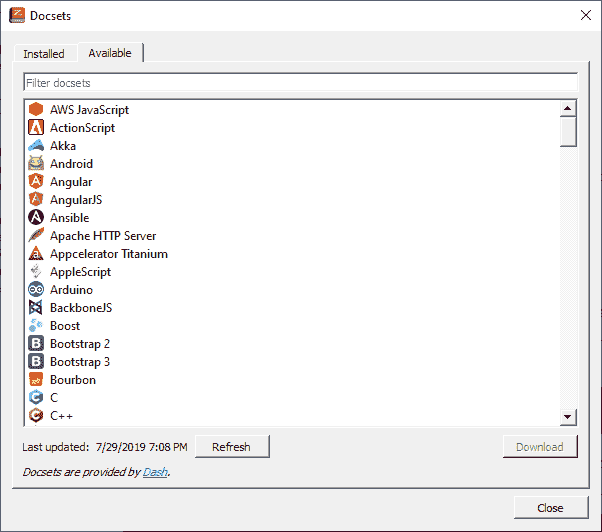 Docsets
Installed
Available
Filter docsets
AWS JavaScript
ActionScript
Akka
Android
Angular
AngularJS
Ansible
Apache HTTP Server
Appcelerator Titanium
AppleScript
Arduino
BackboneJS
Boost
Bootstrap 2
Bootstrap 3
Bourbon
C
C++
Last updated: 7/29/2019 7:08 PM Refresh Download
Docsets are provided by Dash.
Close